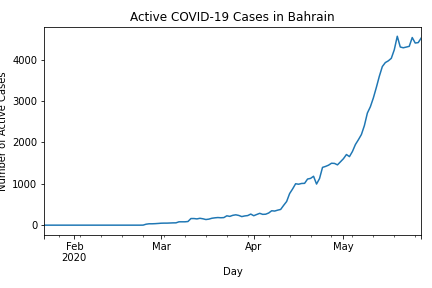 Active COVID-19 Cases in Bahrain
Number of Active Cases
4000
3000
2000
1000
0
Feb
2020
Mar
Apr
May
Day